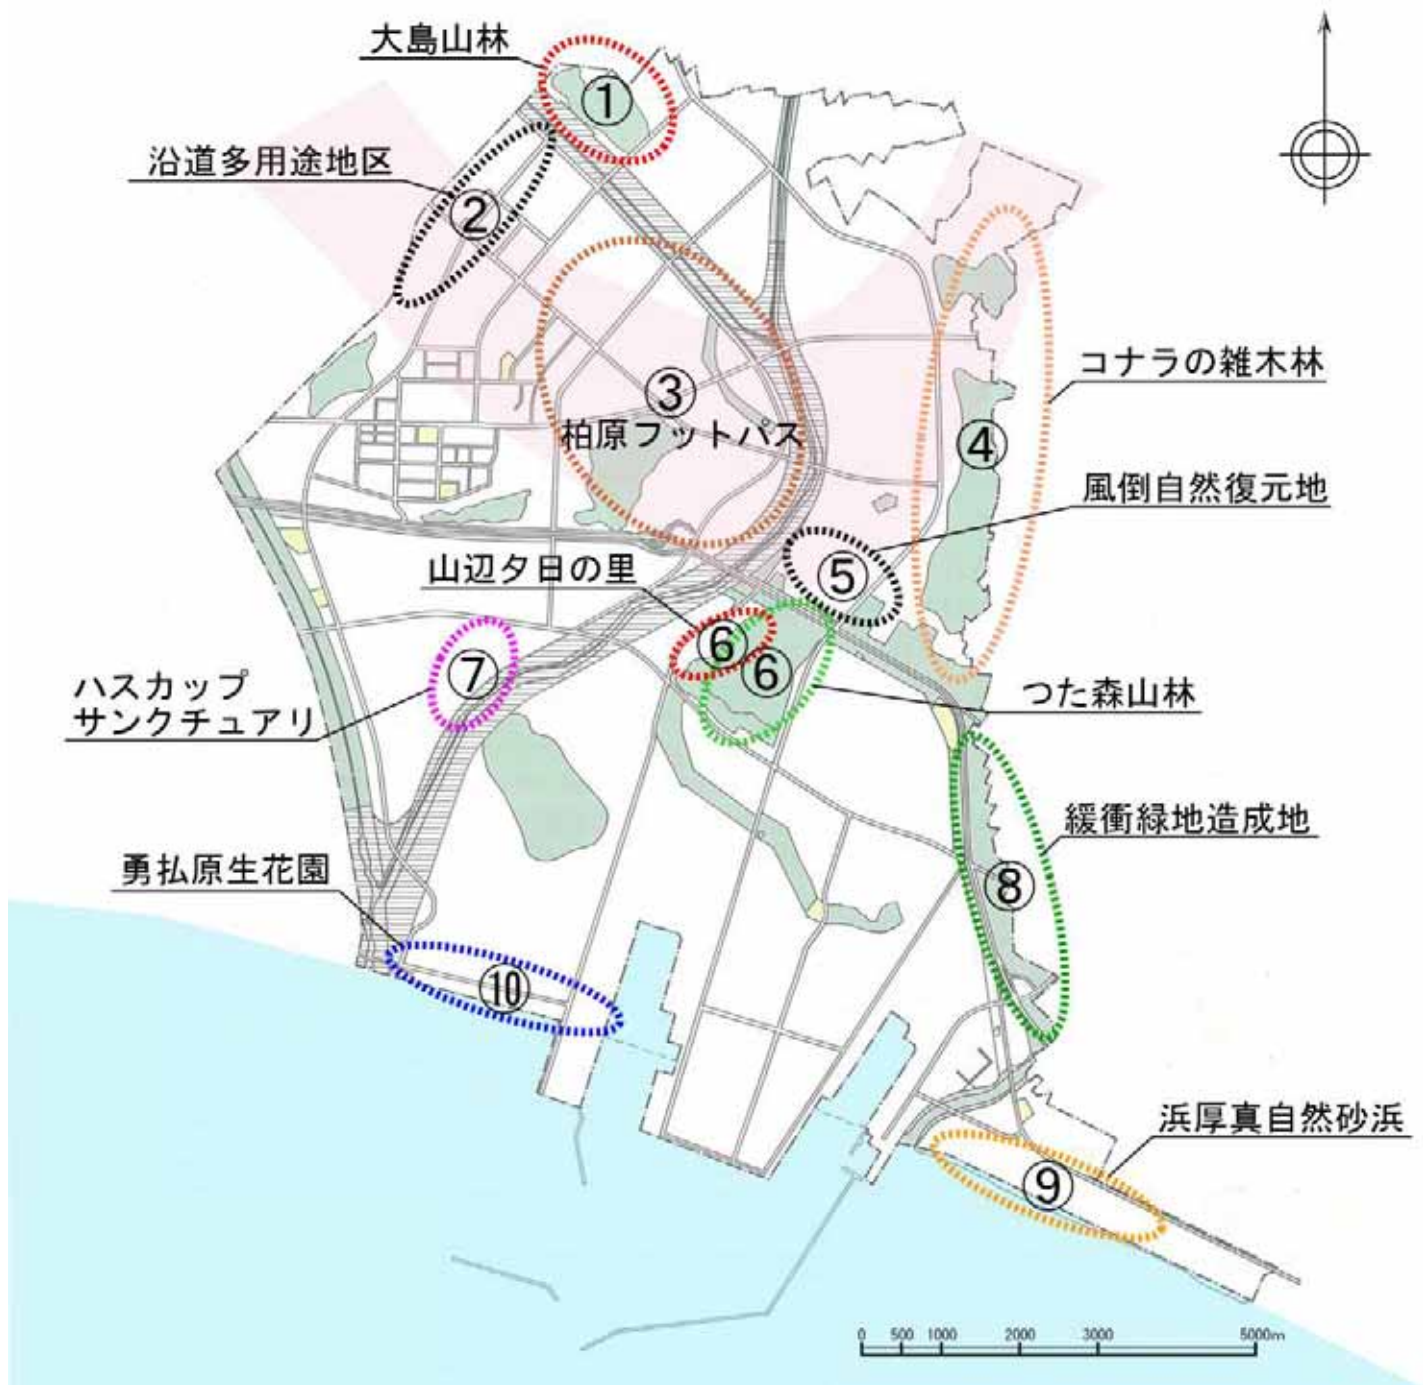 大島山林
①
沿道多用途地区
②
③
柏原フットパス
コナラの雑木林
④
風倒自然復元地
⑤
山辺夕日の里
⑥
⑥
つた森山林
ハスカップ
サンクチュアリ
⑦
緩衝緑地造成地
⑧
勇払原生花園
⑩
浜厚真自然砂浜
⑨
0 500 1000 2000 3000 5000m